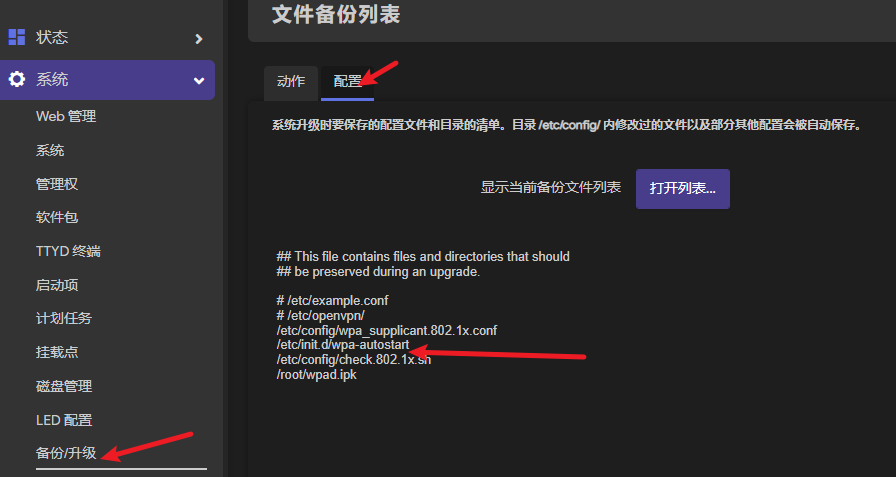 文件备份列表
状态
系统
Web 管理
系统
管理权
软件包
TTYD 终端
启动项
计划任务
挂载点
磁盘管理
LED 配置
备份/升级
动作
配置
系统升级时要保存的配置文件和目录的清单。目录 /etc/config/ 内修改过的文件以及部分其他配置会被自动保存。
显示当前备份文件列表
打开列表...
## This file contains files and directories that should
## be preserved during an upgrade.
# /etc/example.conf
# /etc/openvpn/
/etc/config/wpa_supplicant.802.1x.conf
/etc/init.d/wpa-autostart
/etc/config/check.802.1x.sh
/root/wpad.ipk